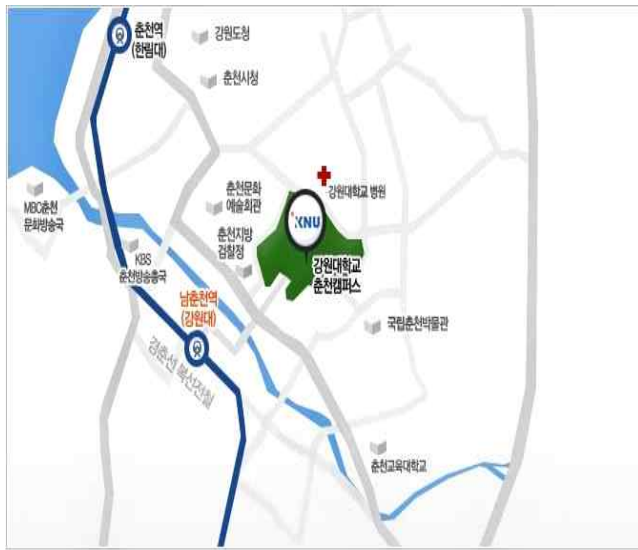 춘천역
(한림대)
강원도청
춘천시청
강원대학교 병원
춘천문화
예술회관
MBC춘천
문화방송국
KNU
춘천지방
검찰청
KBS
춘천방송총국
강원대학교
춘천캠퍼스
남춘천역
(강원대)
국립춘천박물관
경춘선 복선전철
춘천교육대학교